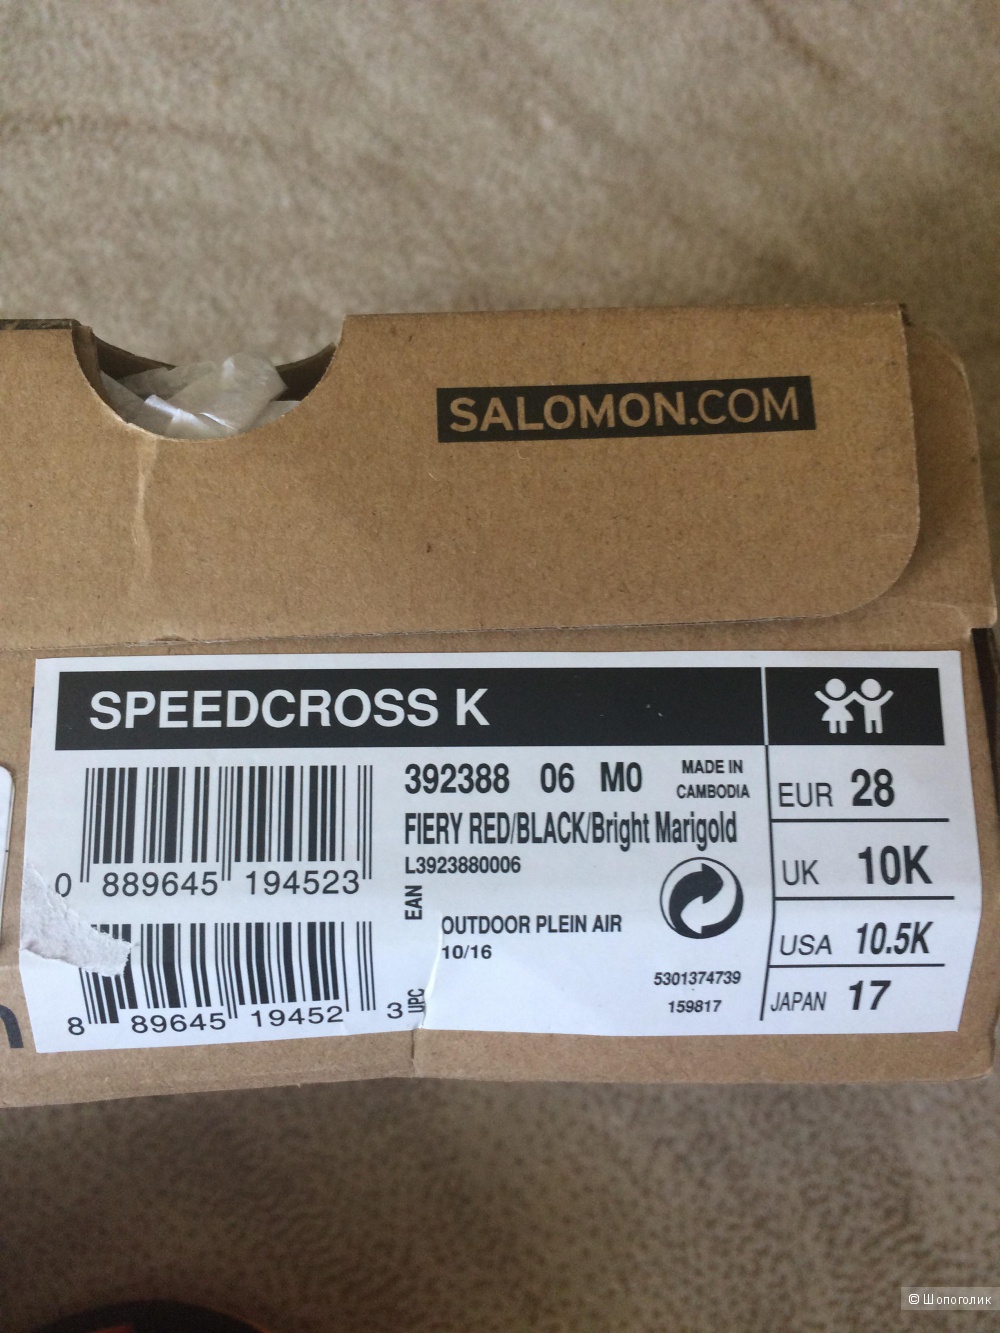 SALOMON.COM
SPEEDCROSS K
392388 06 M0
MADE IN
CAMBODIA
FIERY RED/BLACK/Bright Marigold
L3923880006
0 889645 194523
EAN
OUTDOOR PLEIN AIR
10/16
5301374739
159817
8 89645 19452 3
UPC
EUR 28
UK 10K
USA 10.5K
JAPAN 17
© Шопоголик